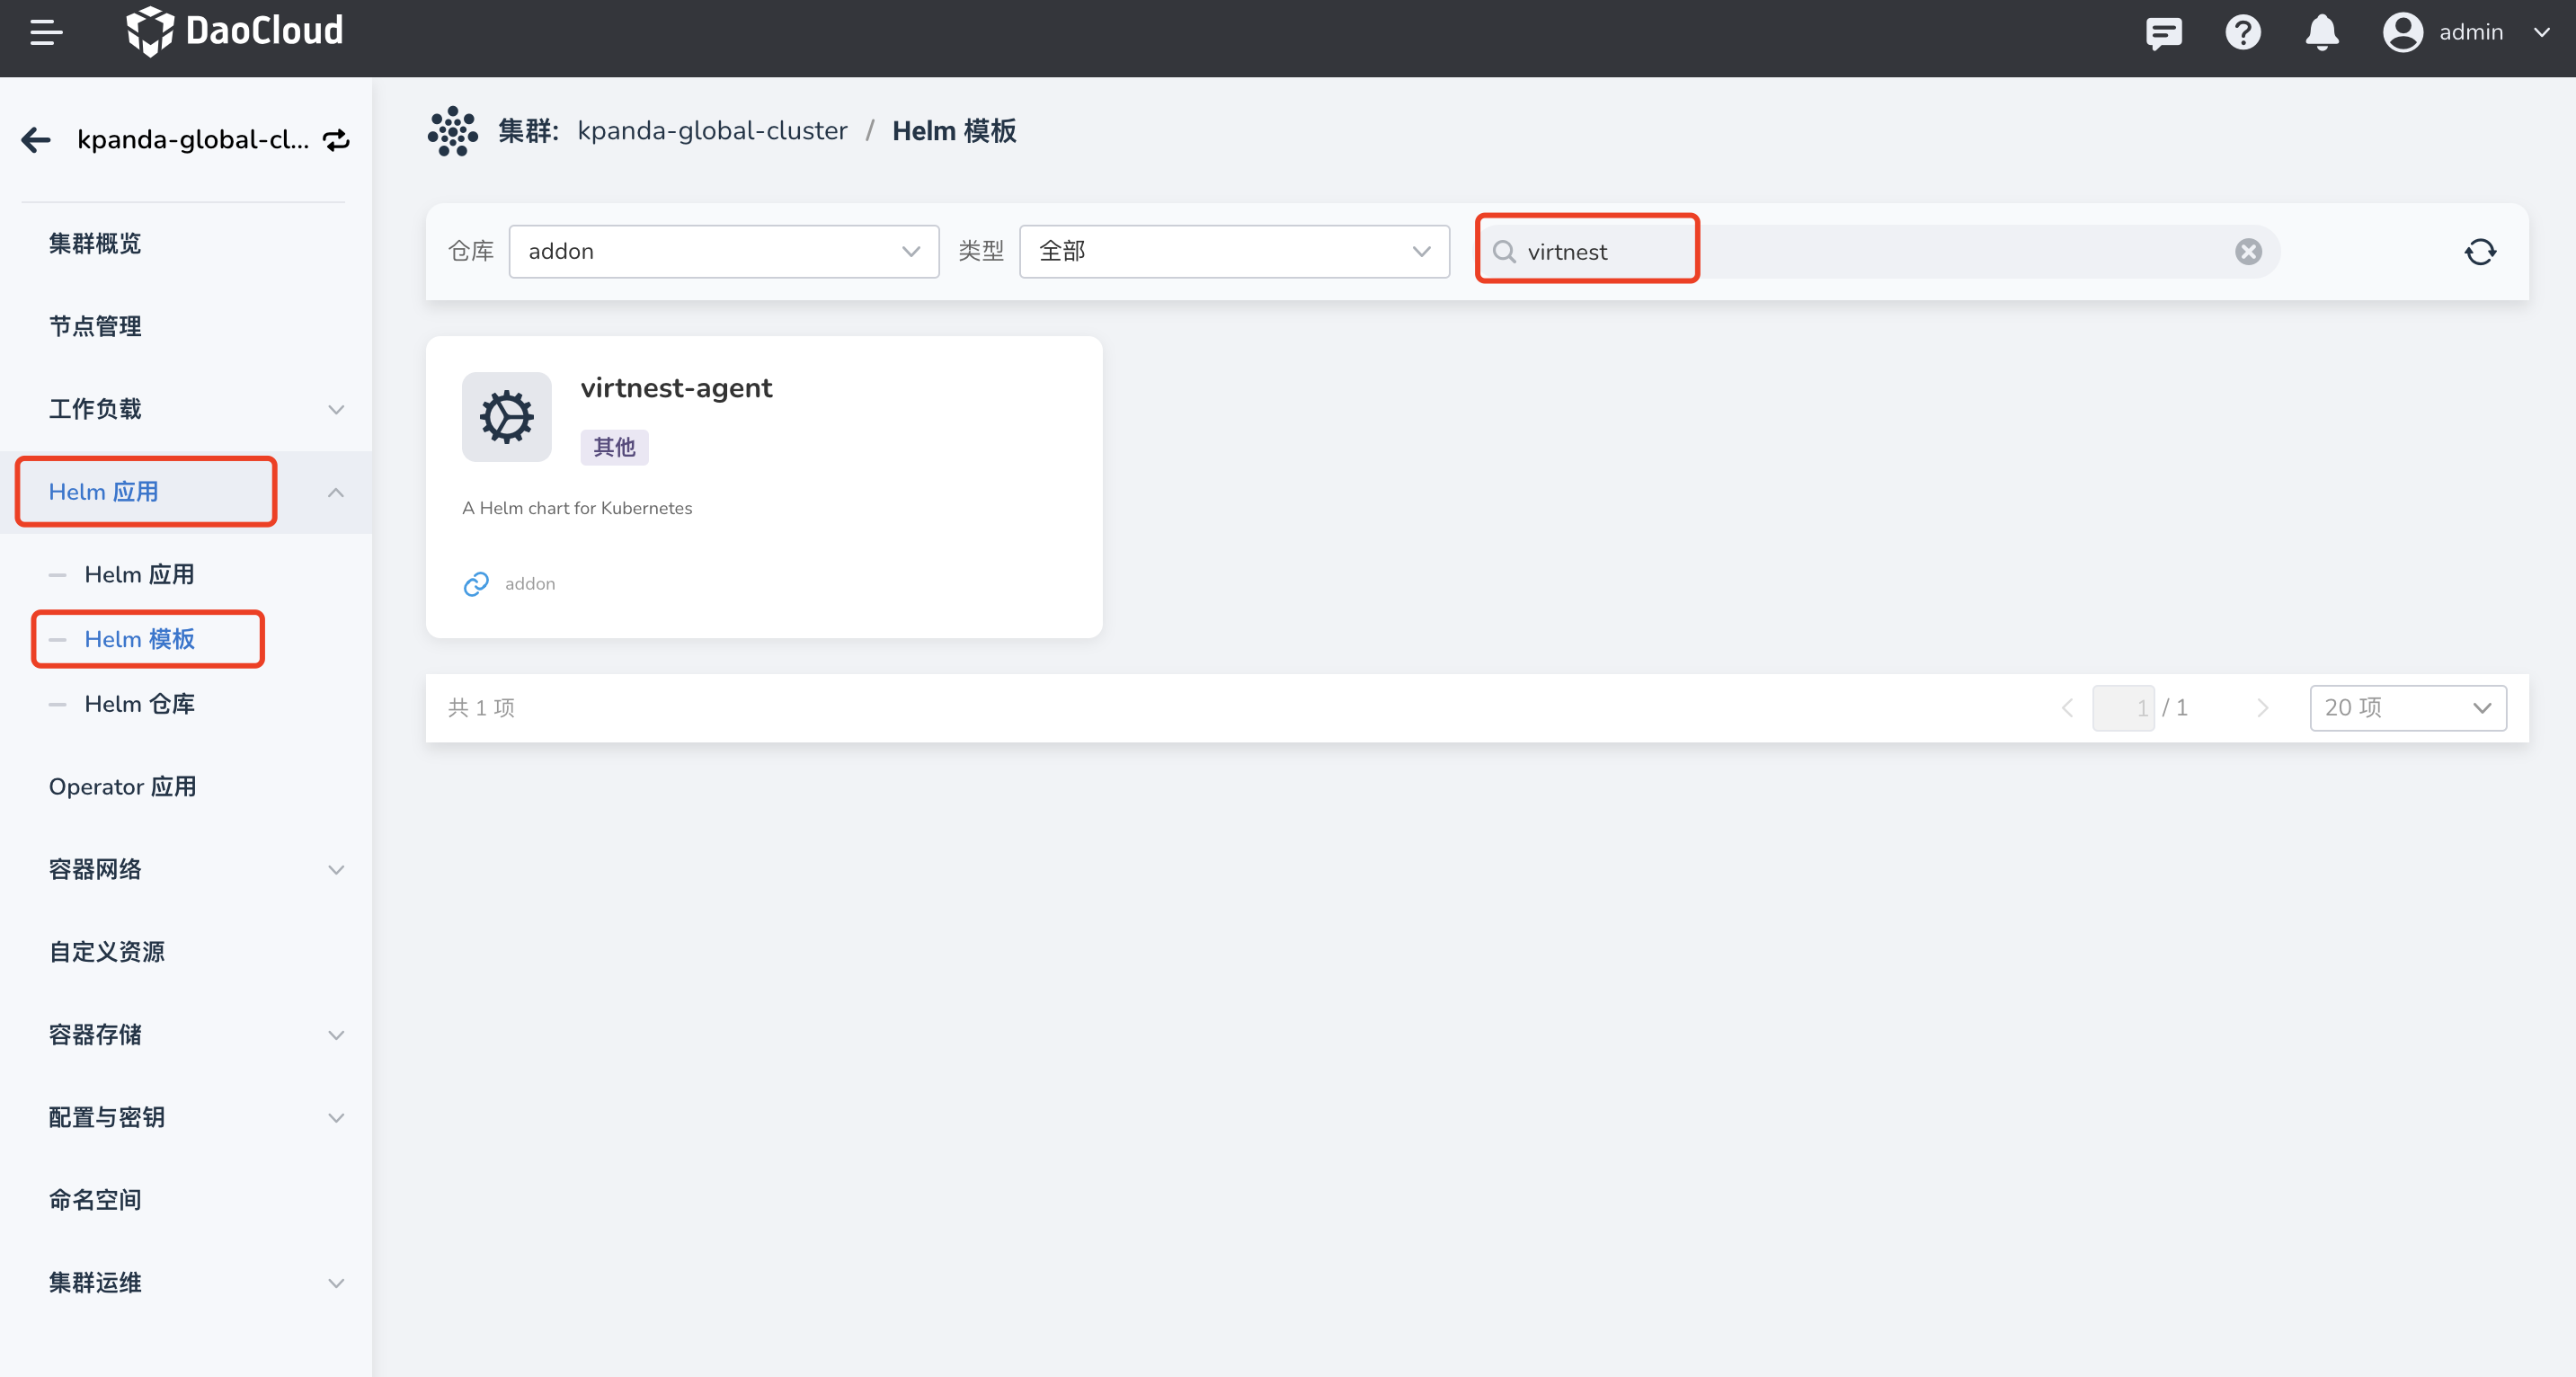 DaoCloud
admin
kpanda-global-cl...
集群概览
节点管理
工作负载
Helm 应用
Helm 应用
Helm 模板
Helm 仓库
Operator 应用
容器网络
自定义资源
容器存储
配置与密钥
命名空间
集群运维
集群: kpanda-global-cluster / Helm 模板
仓库 addon 类型 全部 virtnest
virtnest-agent
其他
A Helm chart for Kubernetes
addon
共 1 项 1 / 1 20 项